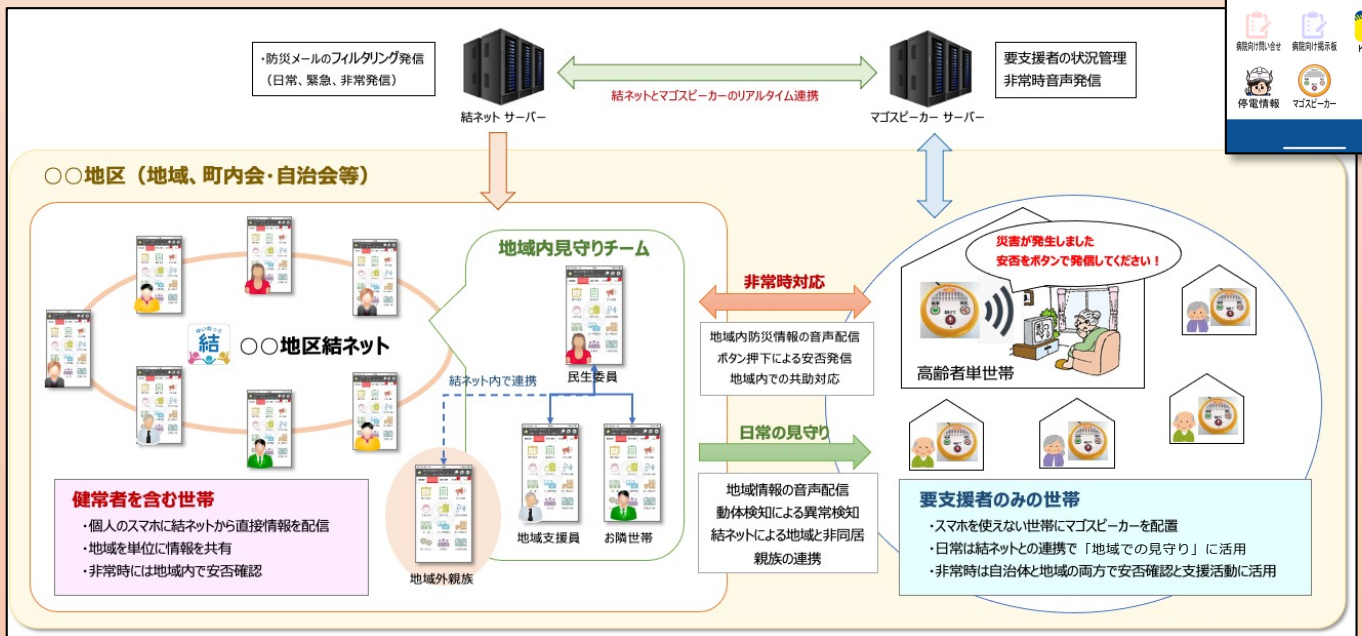 ・防災メールのフィルタリング発信
（日常、緊急、非常発信）
結ネット サーバー
結ネットとマゴスピーカーのリアルタイム連携
マゴスピーカー サーバー
要支援者の状況管理
非常時音声発信
病院向け問い合せ
病院向け掲示板
停電情報
マゴスピーカー
○○地区（地域、町内会・自治会等）
ゆいねっと
結
○○地区結ネット
地域内見守りチーム
民生委員
結ネット内で連携
地域支援員
お隣世帯
地域外親族
健常者を含む世帯
・個人のスマホに結ネットから直接情報を配信
・地域を単位に情報を共有
・非常時には地域内で安否確認
非常時対応
地域内防災情報の音声配信
ボタン押下による安否発信
地域内での共助対応
日常の見守り
地域情報の音声配信
動体検知による異常検知
結ネットによる地域と非同居
親族の連携
災害が発生しました
安否をボタンで発信してください！
高齢者単世帯
要支援者のみの世帯
・スマホを使えない世帯にマゴスピーカーを配置
・日常は結ネットとの連携で「地域での見守り」に活用
・非常時は自治体と地域の両方で安否確認と支援活動に活用